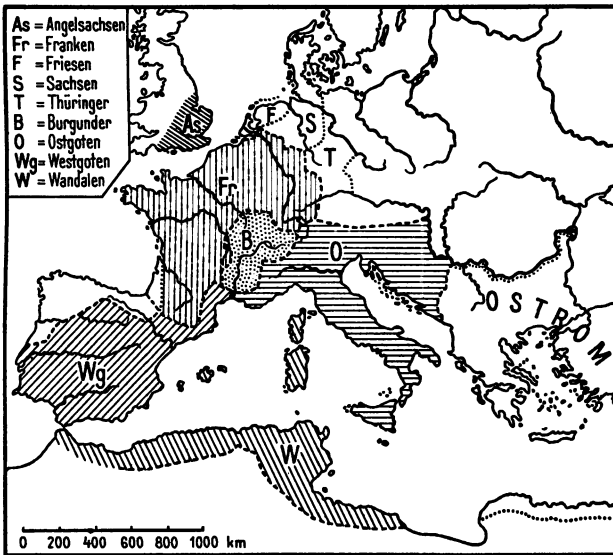 As = Angelsachsen
Fr = Franken
F = Friesen
S = Sachsen
T = Thüringer
B = Burgunder
O = Ostgoten
Wg = Westgoten
W = Wandalen
As
F
S
T
Fr
B
O
OSTROM
Wg
W
0 200 400 600 800 1000 km